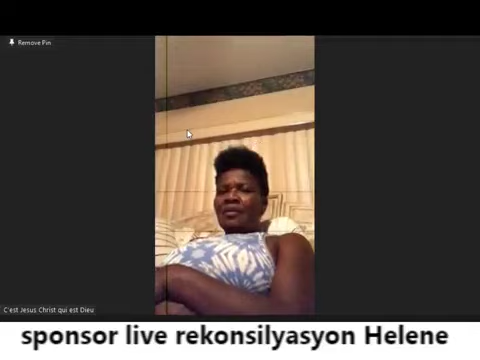 Remove Pin
C'est Jesus Christ qui est Dieu
sponsor live rekonsilyasyon Helene